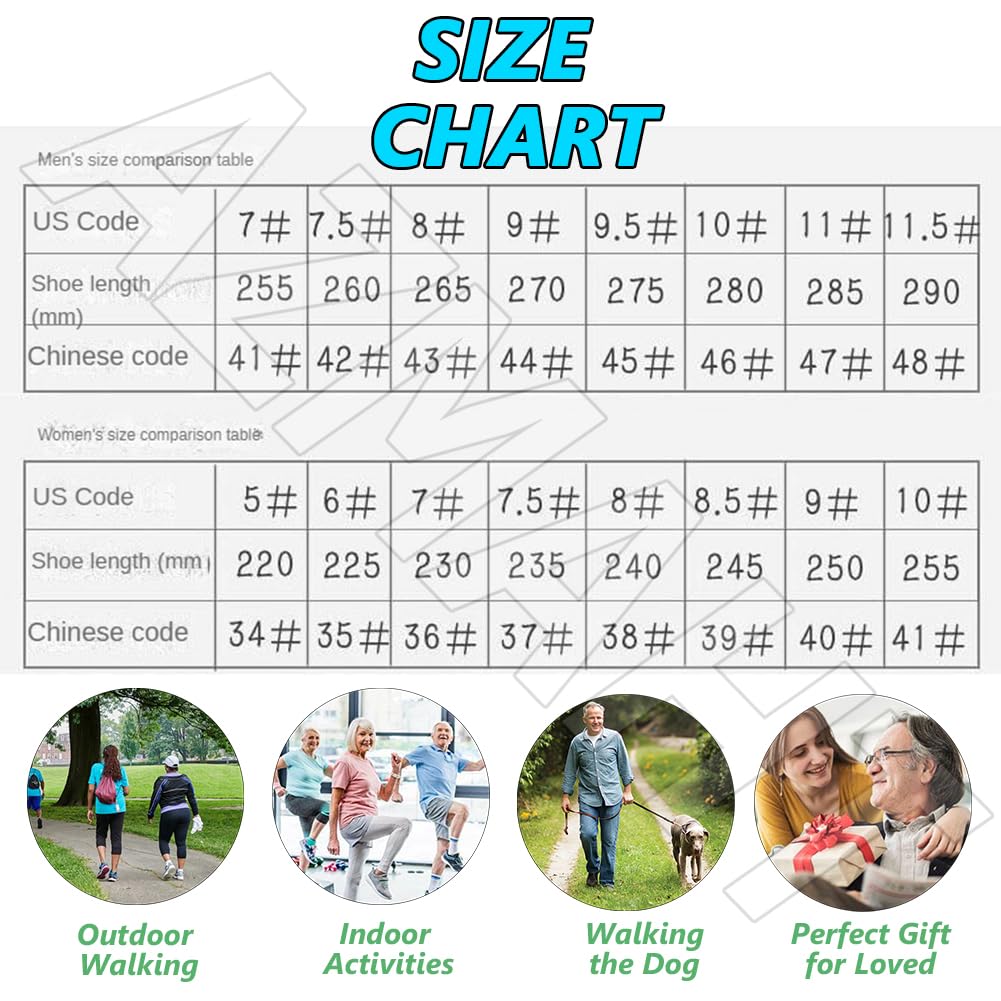 SIZE
CHART
Men's size comparison table
US Code 7# 7.5# 8# 9# 9.5# 10# 11# 11.5#
Shoe length
(mm) 255 260 265 270 275 280 285 290
Chinese code 41# 42# 43# 44# 45# 46# 47# 48#
Women's size comparison table
US Code 5# 6# 7# 7.5# 8# 8.5# 9# 10#
Shoe length (mm) 220 225 230 235 240 245 250 255
Chinese code 34# 35# 36# 37# 38# 39# 40# 41#
Outdoor
Walking
Indoor
Activities
Walking
the Dog
Perfect Gift
for Loved